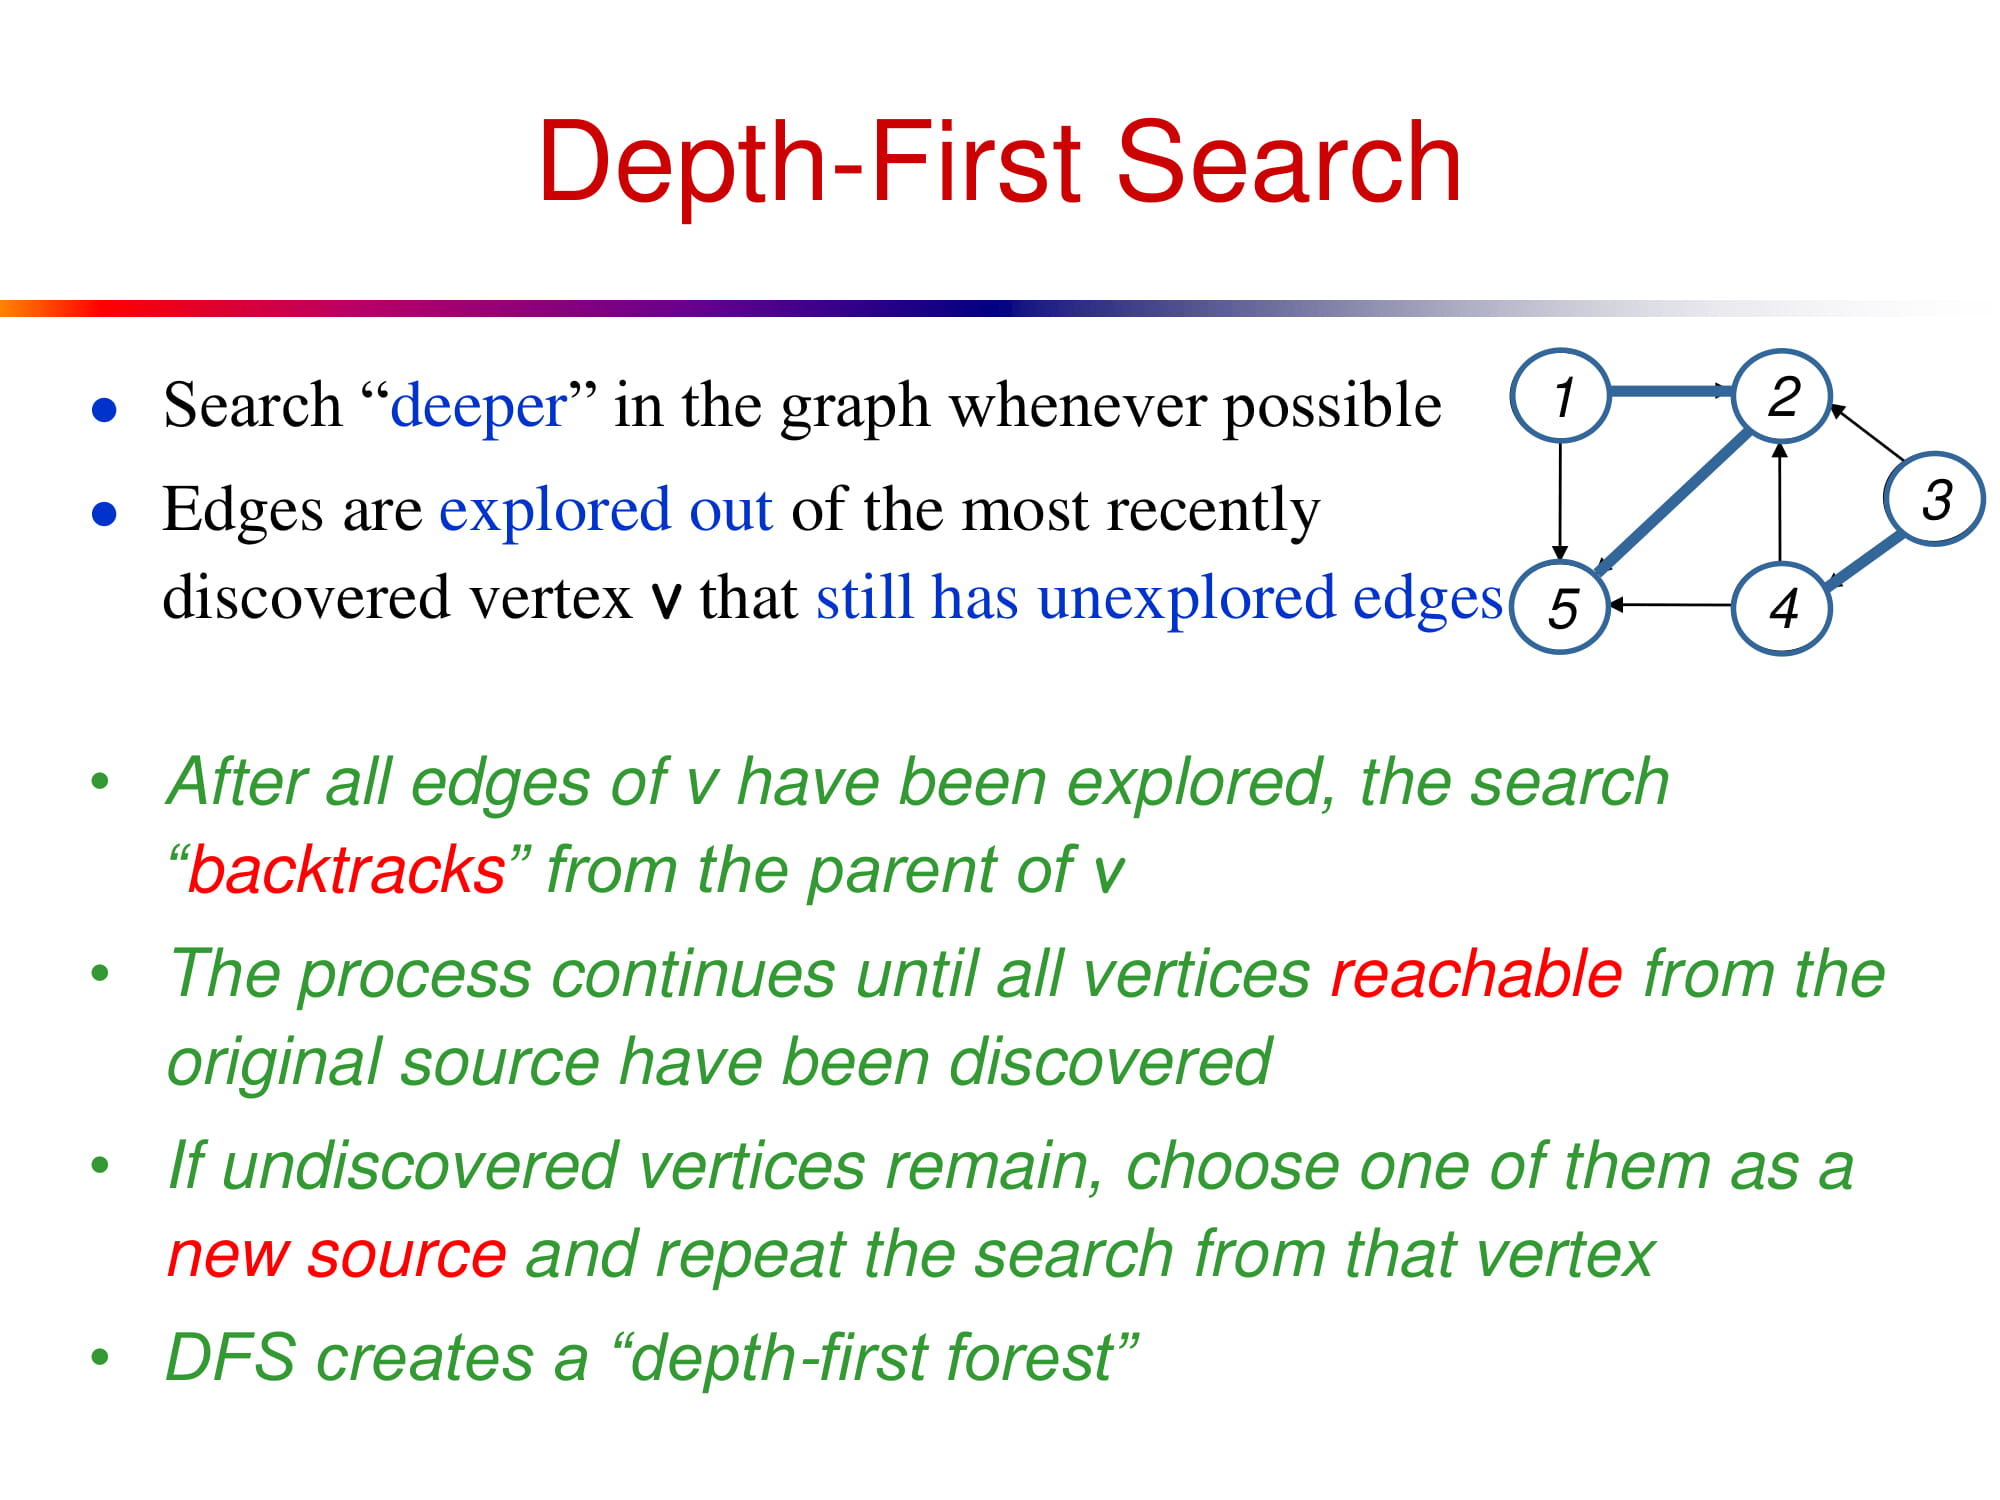 Depth-First Search
• Search “deeper” in the graph whenever possible
• Edges are explored out of the most recently
discovered vertex v that still has unexplored edges
1
2
3
5
4
• After all edges of v have been explored, the search
“backtracks” from the parent of v
• The process continues until all vertices reachable from the
original source have been discovered
• If undiscovered vertices remain, choose one of them as a
new source and repeat the search from that vertex
• DFS creates a “depth-first forest”